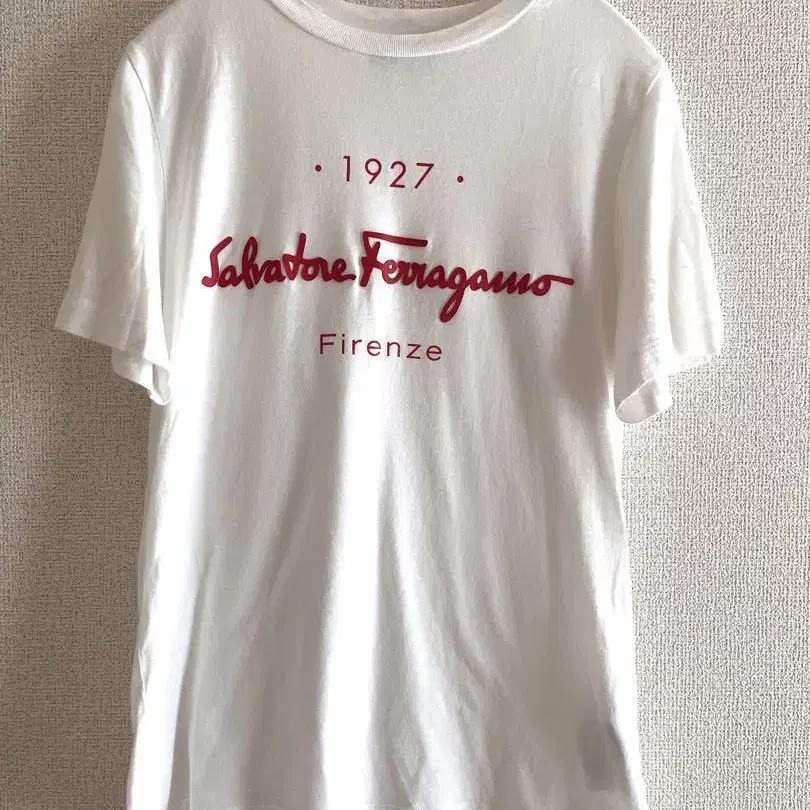 · 1927 ·
Salvatore Ferragamo
Firenze